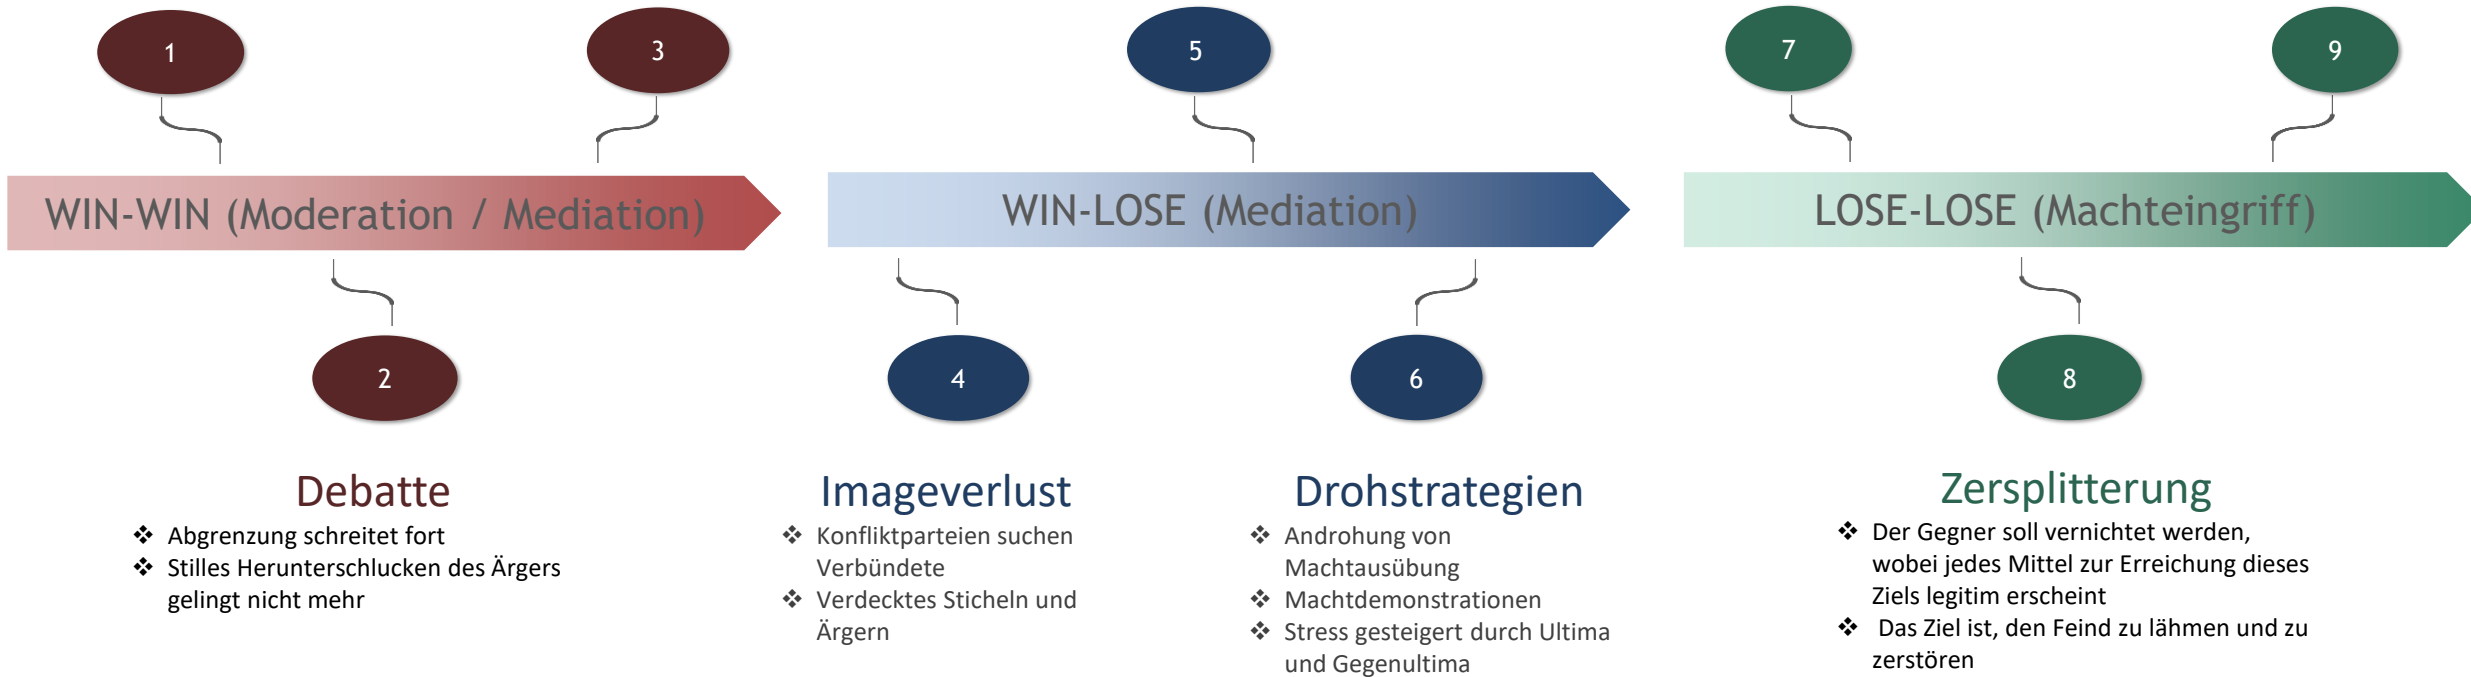 1
3
5
7
9
WIN-WIN (Moderation / Mediation)
WIN-LOSE (Mediation)
LOSE-LOSE (Machteingriff)
2
4
6
8
Debatte
❖ Abgrenzung schreitet fort
❖ Stilles Herunterschlucken des Ärgers
gelingt nicht mehr
Imageverlust
❖ Konfliktparteien suchen
Verbündete
❖ Verdecktes Sticheln und
Ärgern
Drohstrategien
❖ Androhung von
Machtausübung
❖ Machtdemonstrationen
❖ Stress gesteigert durch Ultima
und Gegenultima
Zersplitterung
❖ Der Gegner soll vernichtet werden,
wobei jedes Mittel zur Erreichung dieses
Ziels legitim erscheint
❖ Das Ziel ist, den Feind zu lähmen und zu
zerstören